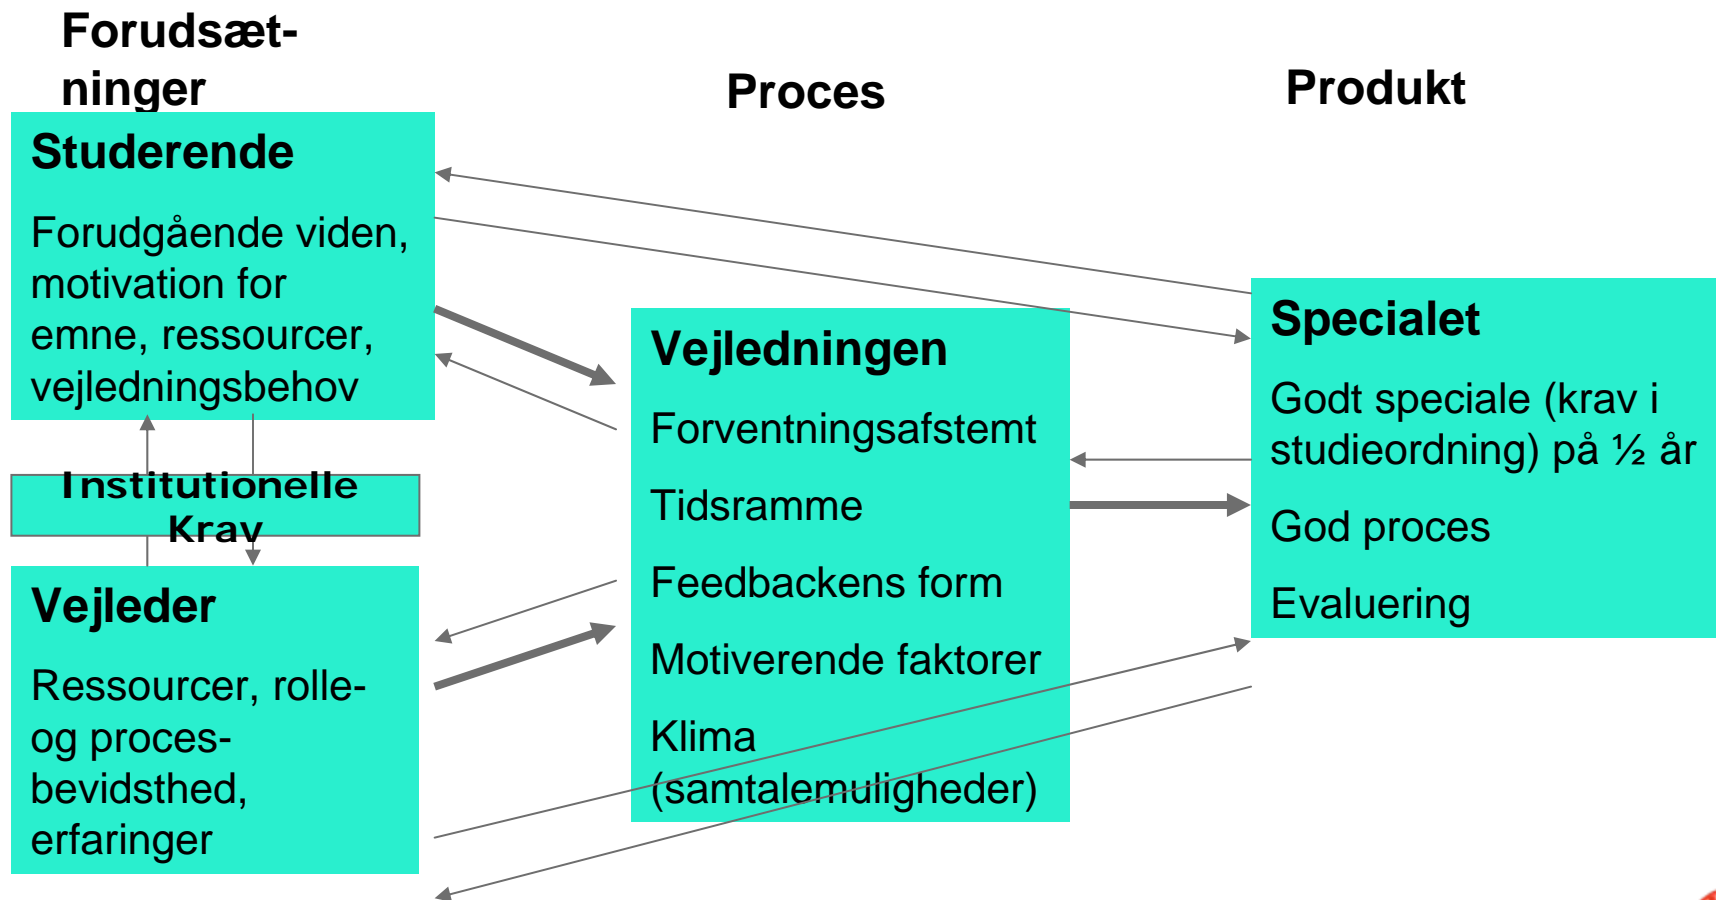 Forudsæt-
ninger
Proces
Produkt
Studerende
Forudgående viden,
motivation for
emne, ressourcer,
vejledningsbehov
Institutionelle
Krav
Vejleder
Ressourcer, rolle-
og proces-
bevidsthed,
erfaringer
Vejledningen
Forventningsafstemt
Tidsramme
Feedbackens form
Motiverende faktorer
Klima
(samtalemuligheder)
Specialet
Godt speciale (krav i
studieordning) på ½ år
God proces
Evaluering